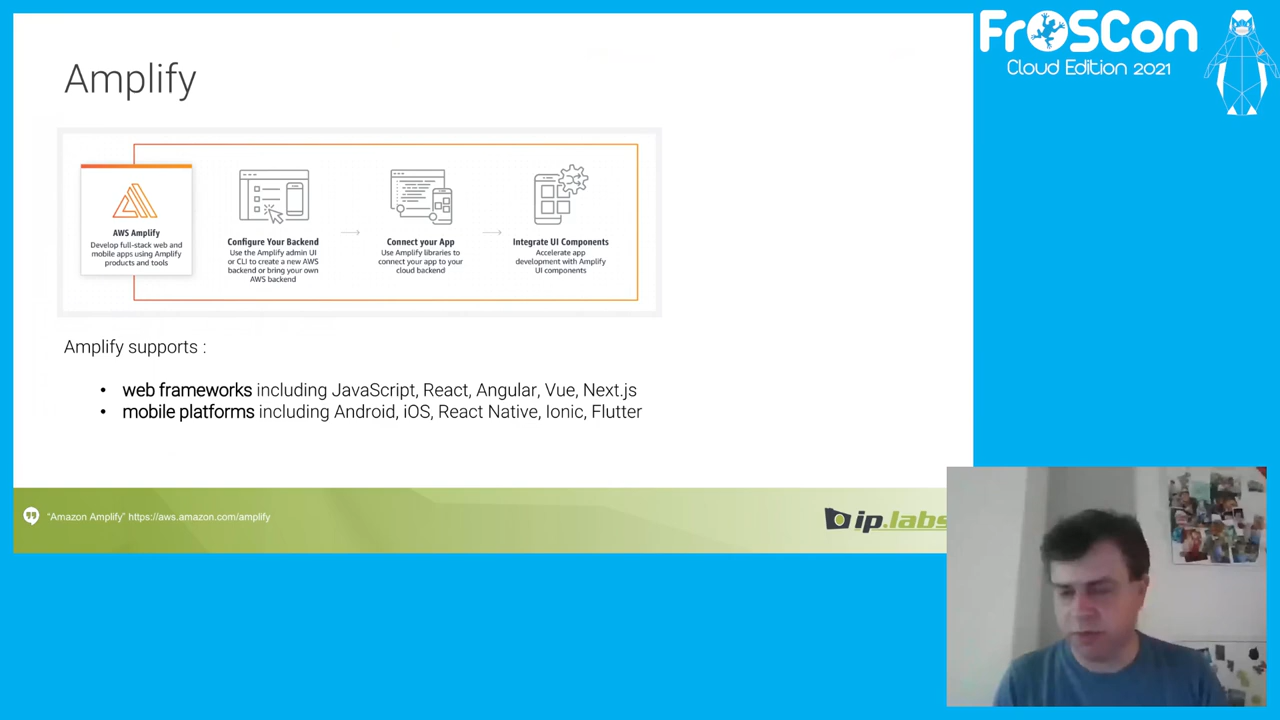 FrOSCon
Cloud Edition 2021
Amplify
AWS Amplify
Develop full-stack web and
mobile apps using Amplify
products and tools
Configure Your Backend
Use the Amplify admin UI
or CLI to create a new AWS
backend or bring your own
AWS backend
Connect your App
Use Amplify libraries to
connect your app to your
cloud backend
Integrate UI Components
Accelerate app
development with Amplify
UI components
Amplify supports :
• web frameworks including JavaScript, React, Angular, Vue, Next.js
• mobile platforms including Android, iOS, React Native, Ionic, Flutter
"Amazon Amplify" https://aws.amazon.com/amplify
ip.labs